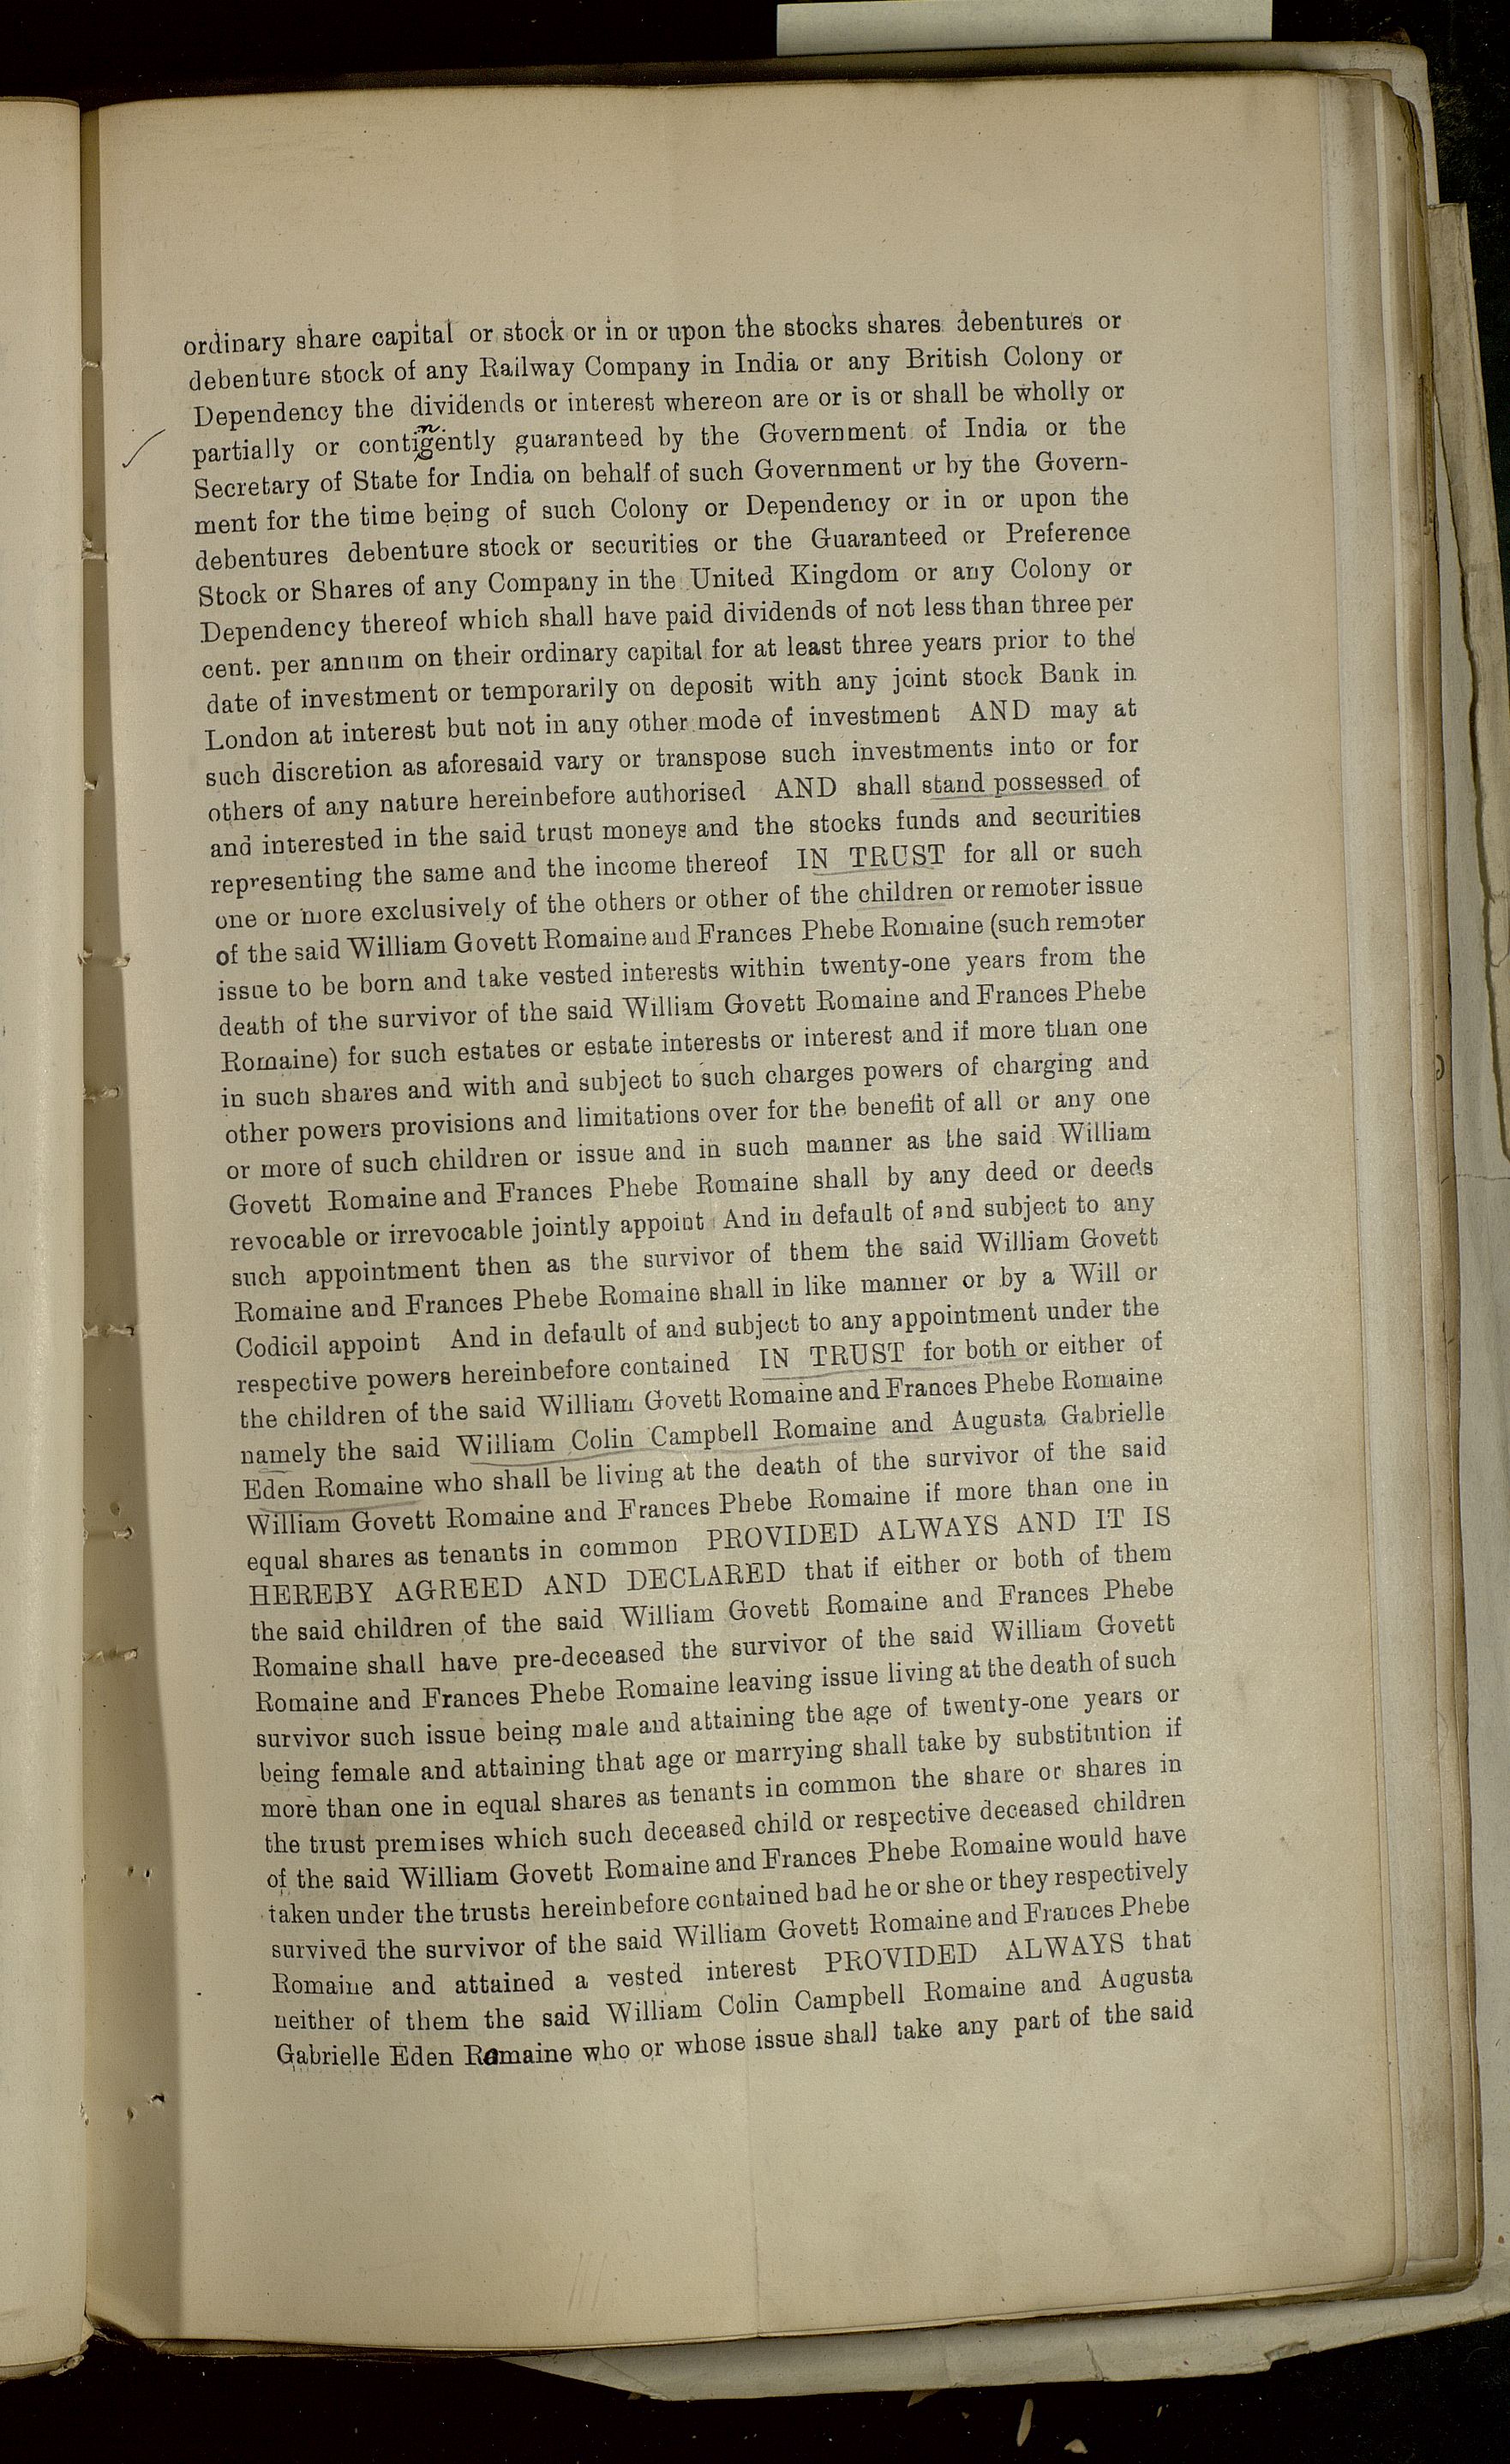 ordinary share capital or stock or in or upon the stocks shares debentures or
debenture stock of any Railway Company in India or any British Colony or
Dependency the dividends or interest whereon are or is or shall be wholly or
partially or contingently guaranteed by the Government of India or the
Secretary of State for India on behalf of such Government or by the Govern-
ment for the time being of such Colony or Dependency or in or upon the
debentures debenture stock or securities or the Guaranteed or Preference
Stock or Shares of any Company in the United Kingdom or any Colony or
Dependency thereof which shall have paid dividends of not less than three per
cent. per annum on their ordinary capital for at least three years prior to the
date of investment or temporarily on deposit with any joint stock Bank in
London at interest but not in any other mode of investment AND may at
such discretion as aforesaid vary or transpose such investments into or for
others of any nature hereinbefore authorised AND shall stand possessed of
and interested in the said trust moneys and the stocks funds and securities
representing the same and the income thereof IN TRUST for all or such
one or more exclusively of the others or other of the children or remoter issue
of the said William Govett Romaine and Frances Phebe Romaine (such remoter
issue to be born and take vested interests within twenty-one years from the
death of the survivor of the said William Govett Romaine and Frances Phebe
Romaine) for such estates or estate interests or interest and if more than one
in such shares and with and subject to such charges powers of charging and
other powers provisions and limitations over for the benefit of all or any one
or more of such children or issue and in such manner as the said William
Govett Romaine and Frances Phebe Romaine shall by any deed or deeds
revocable or irrevocable jointly appoint And in default of and subject to any
such appointment then as the survivor of them the said William Govett
Romaine and Frances Phebe Romaine shall in like manner or by a Will or
Codicil appoint And in default of and subject to any appointment under the
respective powers hereinbefore contained IN TRUST for both or either of
the children of the said William Govett Romaine and Frances Phebe Romaine
namely the said William Colin Campbell Romaine and Augusta Gabrielle
Eden Romaine who shall be living at the death of the survivor of the said
William Govett Romaine and Frances Phebe Romaine if more than one in
equal shares as tenants in common PROVIDED ALWAYS AND IT IS
HEREBY AGREED AND DECLARED that if either or both of them
the said children of the said William Govett Romaine and Frances Phebe
Romaine shall have pre-deceased the survivor of the said William Govett
Romaine and Frances Phebe Romaine leaving issue living at the death of such
survivor such issue being male and attaining the age of twenty-one years or
being female and attaining that age or marrying shall take by substitution if
more than one in equal shares as tenants in common the share or shares in
the trust premises which such deceased child or respective deceased children
of the said William Govett Romaine and Frances Phebe Romaine would have
taken under the trusts hereinbefore contained had he or she or they respectively
survived the survivor of the said William Govett Romaine and Frances Phebe
Romaine and attained a vested interest PROVIDED ALWAYS that
neither of them the said William Colin Campbell Romaine and Augusta
Gabrielle Eden Romaine who or whose issue shall take any part of the said